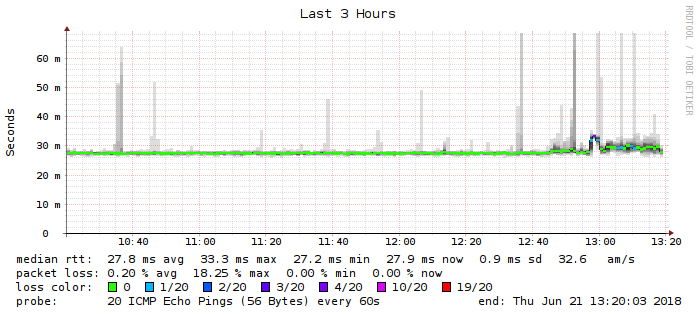 Last 3 Hours
RRDTOOL / TOBI OETIKER
Seconds
60 m
50 m
40 m
30 m
20 m
10 m
0
10:40 11:00 11:20 11:40 12:00 12:20 12:40 13:00 13:20
median rtt: 27.8 ms avg 33.3 ms max 27.2 ms min 27.9 ms now 0.9 ms sd 32.6 am/s
packet loss: 0.20 % avg 18.25 % max 0.00 % min 0.00 % now
loss color: 0 1/20 2/20 3/20 4/20 10/20 19/20
probe: 20 ICMP Echo Pings (56 Bytes) every 60s end: Thu Jun 21 13:20:03 2018